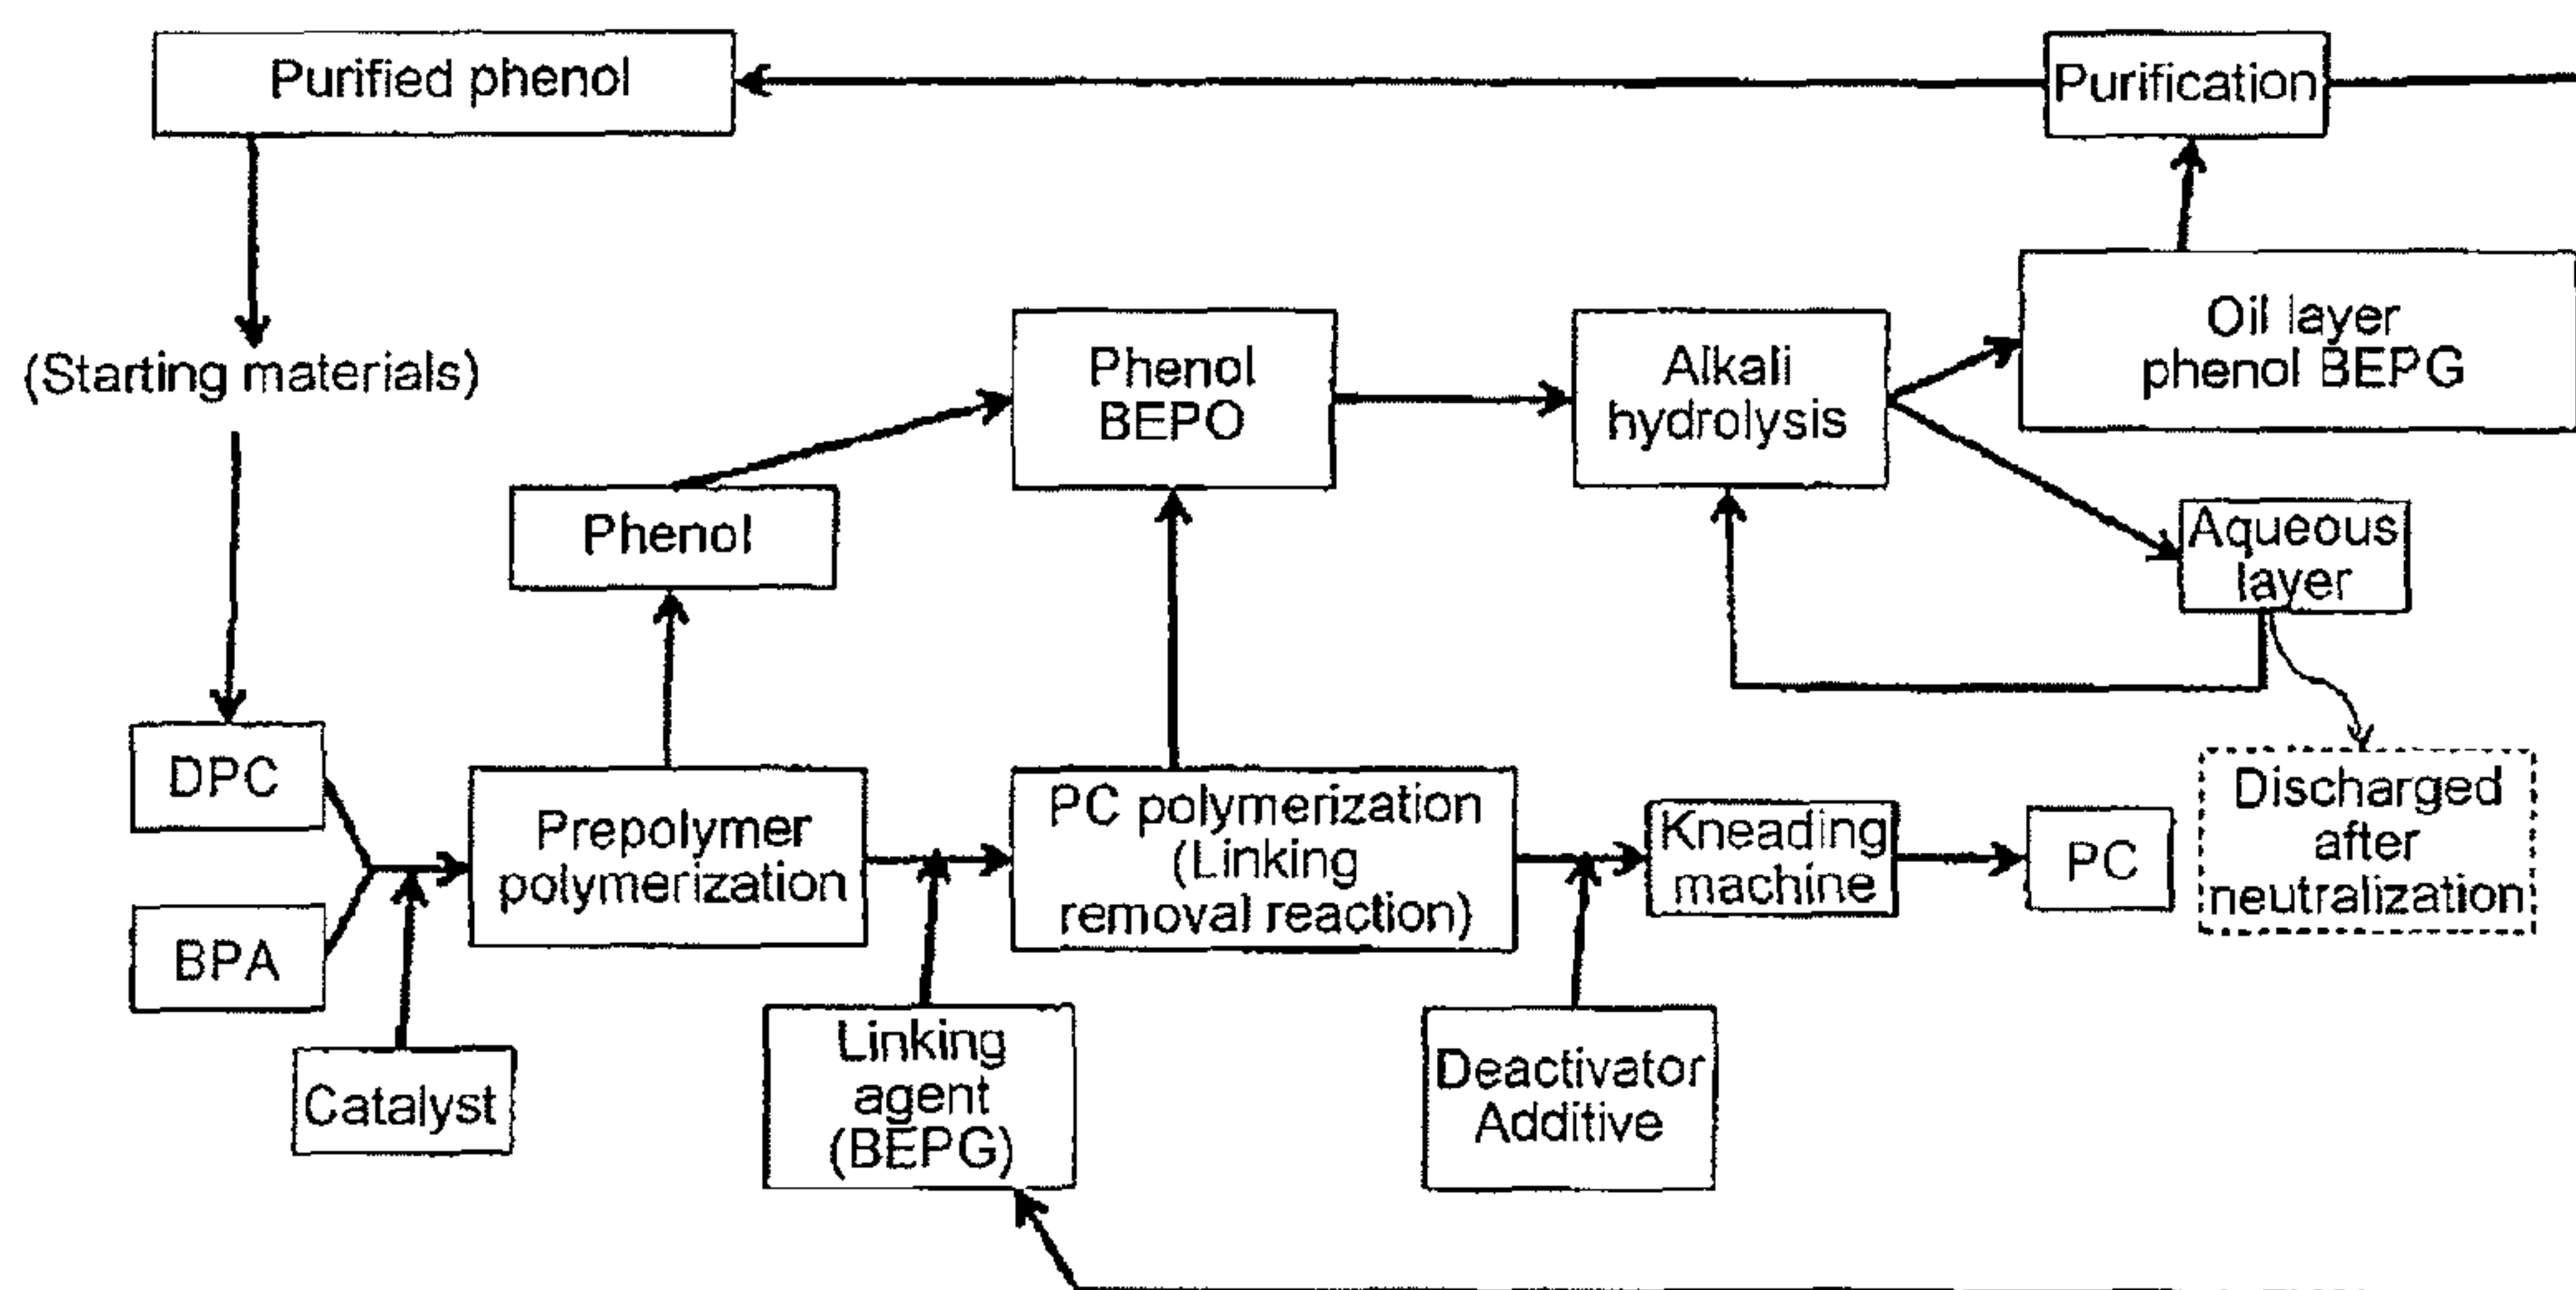 Purified phenol
Purification
(Starting materials)
Phenol
BEPO
Alkali
hydrolysis
Oil layer
phenol BEPG
Phenol
Aqueous
layer
DPC
BPA
Catalyst
Prepolymer
polymerization
Linking
agent
(BEPG)
PC polymerization
(Linking
removal reaction)
Deactivator
Additive
Kneading
machine
PC
Discharged
after
neutralization